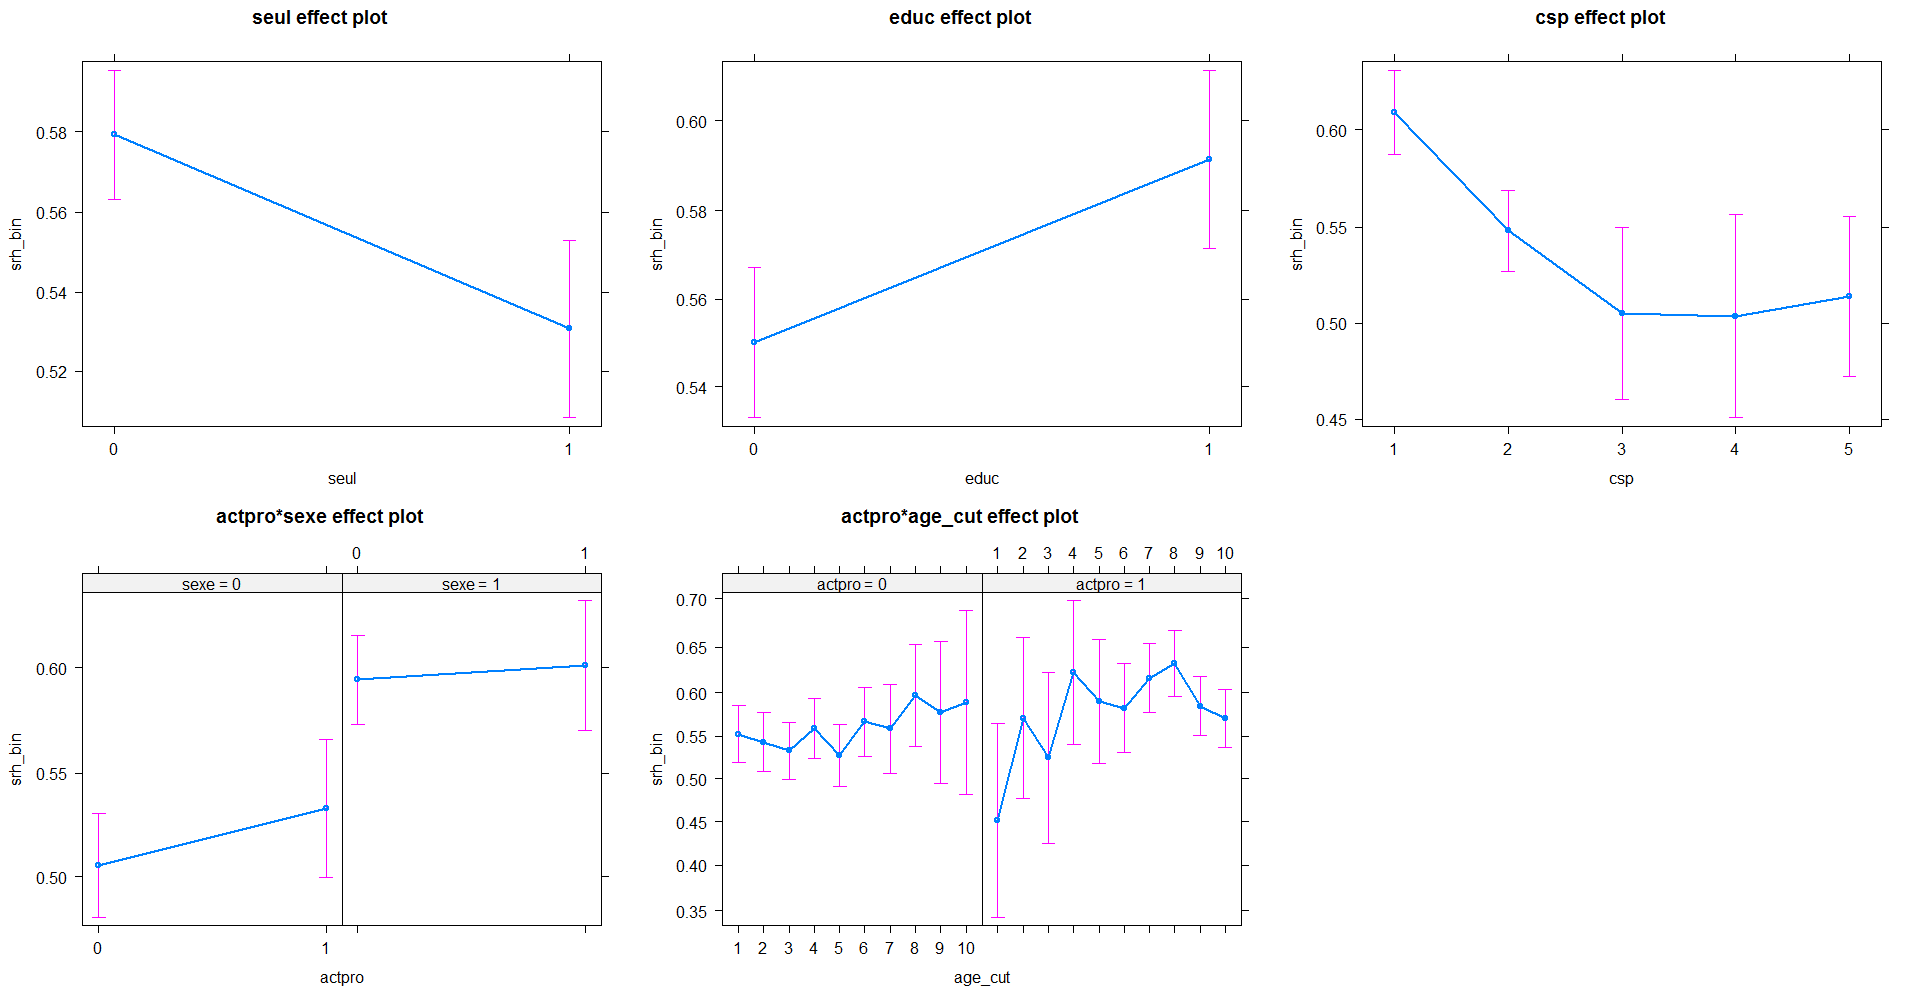 seul effect plot
srh_bin
0.58
0.56
0.54
0.52
0 1
seul
educ effect plot
srh_bin
0.60
0.58
0.56
0.54
0 1
educ
csp effect plot
srh_bin
0.60
0.55
0.50
0.45
1 2 3 4 5
csp
actpro*sexe effect plot
0 1
sexe = 0 sexe = 1
srh_bin
0.60
0.55
0.50
0 1
actpro
actpro*age_cut effect plot
1 2 3 4 5 6 7 8 9 10
actpro = 0 actpro = 1
srh_bin
0.70
0.65
0.60
0.55
0.50
0.45
0.40
0.35
1 2 3 4 5 6 7 8 9 10
age_cut